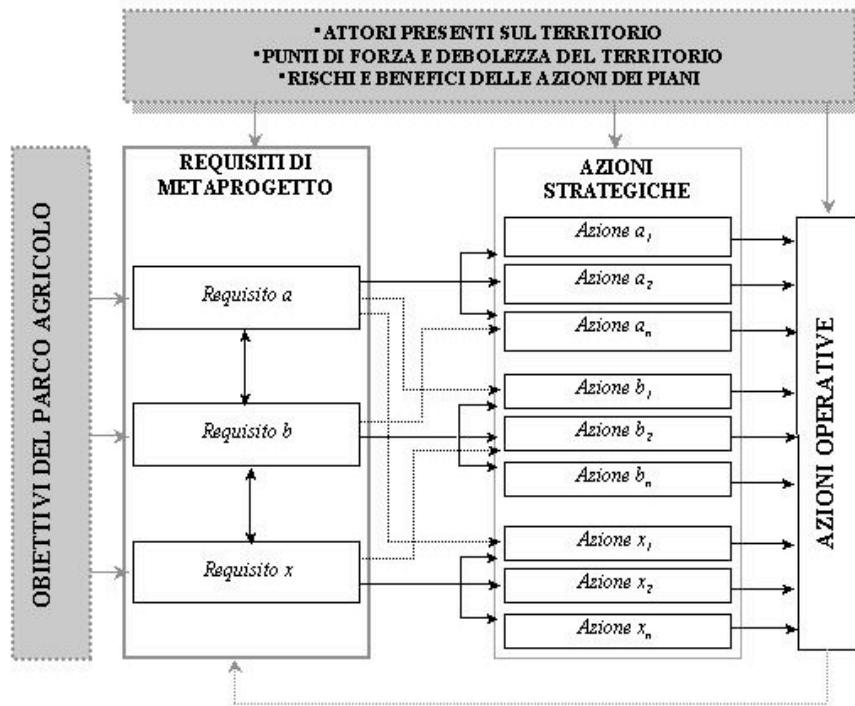 ▪ATTORI PRESENTI SUL TERRITORIO
▪PUNTI DI FORZA E DEBOLEZZA DEL TERRITORIO
▪RISCHI E BENEFICI DELLE AZIONI DEI PIANI
OBIETTIVI DEL PARCO AGRICOLO
REQUISITI DI
METAPROGETTO
Requisito a
Requisito b
Requisito x
AZIONI
STRATEGICHE
Azione a₁
Azione a₂
Azione aₙ
Azione b₁
Azione b₂
Azione bₙ
Azione x₁
Azione x₂
Azione xₙ
AZIONI OPERATIVE